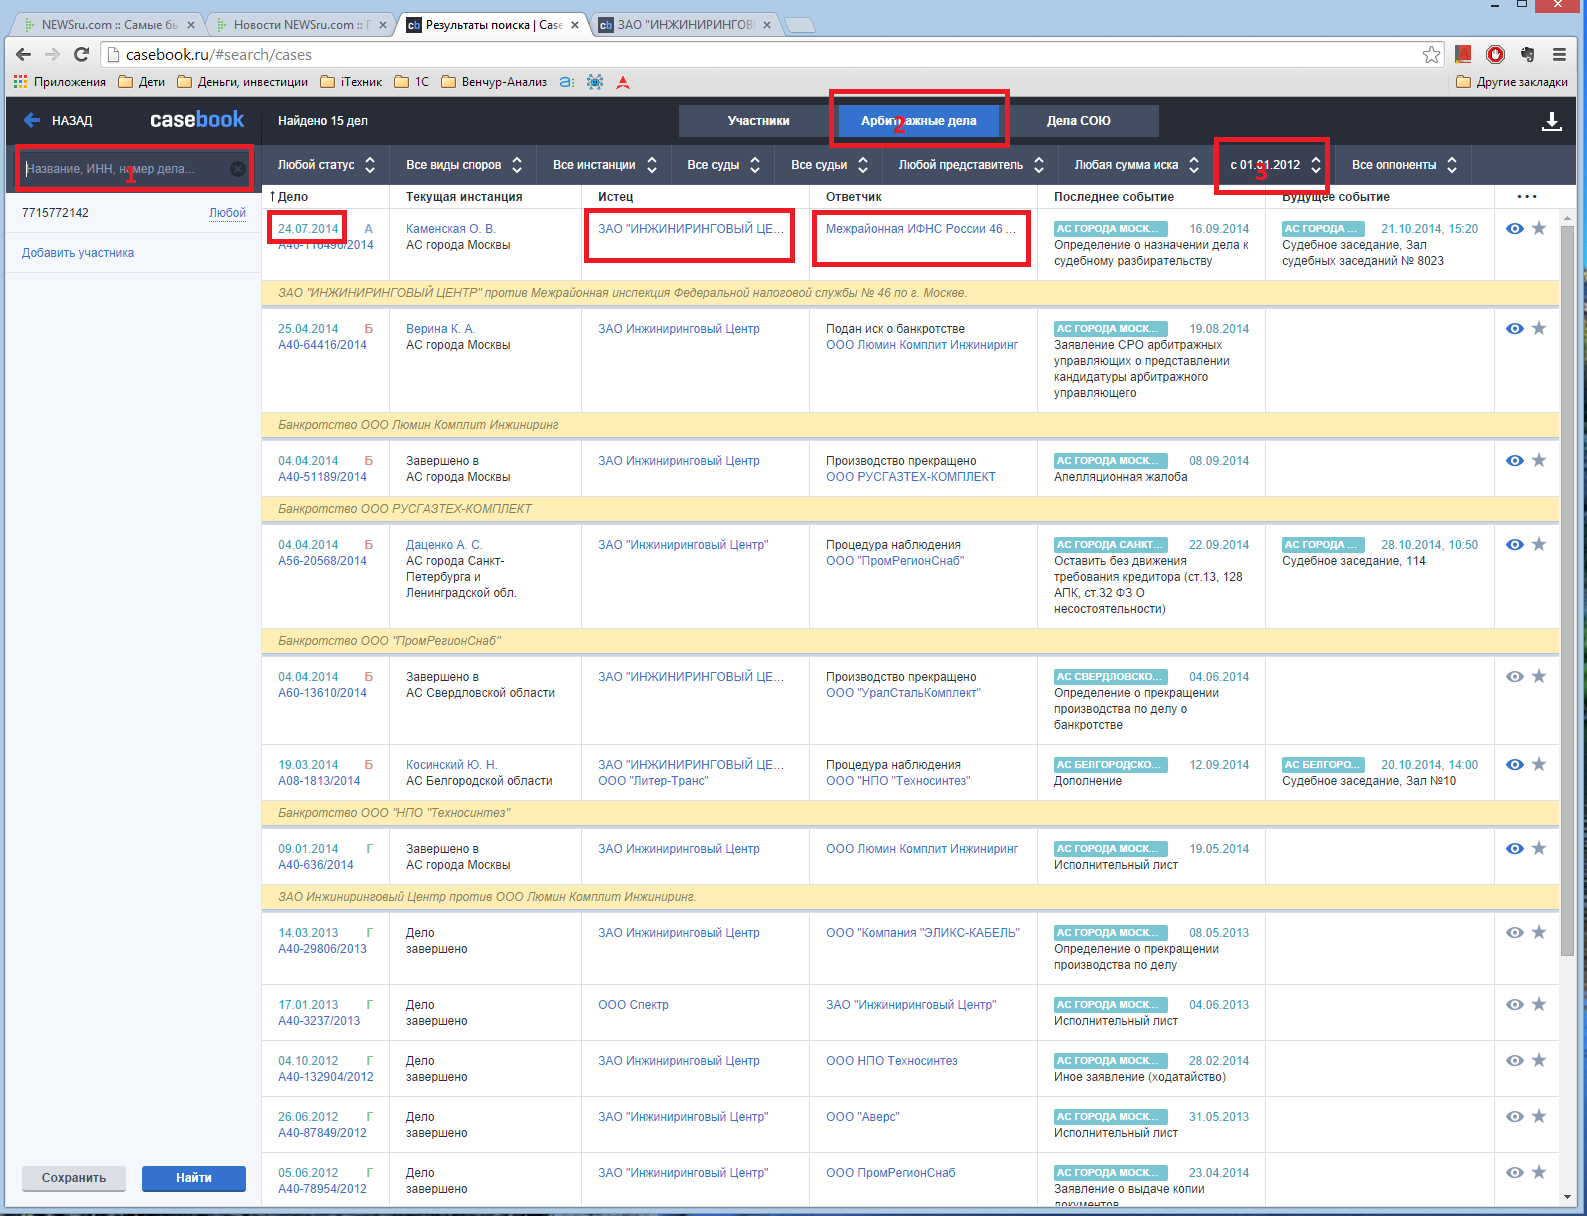 NEWSru.com :: Самые бы
Новости NEWSru.com :: Г
Результаты поиска | Case
ЗАО "ИНЖИНИРИНГОВЫ
casebook.ru/#search/cases
Приложения Дети Деньги, инвестиции iТехник 1С Венчур-Анализ Другие закладки
НАЗАД casebook Найдено 15 дел Участники Арбитражные дела Дела СОЮ
2
Название, ИНН, номер дела...
1
Любой статус Все виды споров Все инстанции Все суды Все судьи Любой представитель Любая сумма иска с 01.01.2012 Все оппоненты
3
7715772142 Любой
Добавить участника
Дело Текущая инстанция Истец Ответчик Последнее событие Будущее событие
24.07.2014 А Каменская О. В. ЗАО "ИНЖИНИРИНГОВЫЙ ЦЕ... Межрайонная ИФНС России 46 ... АС ГОРОДА МОСК... 16.09.2014 АС ГОРОДА ... 21.10.2014, 15:20
А40-116496/2014 АС города Москвы Определение о назначении дела к Судебное заседание, Зал
судебному разбирательству судебных заседаний № 8023
ЗАО "ИНЖИНИРИНГОВЫЙ ЦЕНТР" против Межрайонная инспекция Федеральной налоговой службы № 46 по г. Москве.
25.04.2014 Б Верина К. А. ЗАО Инжиниринговый Центр Подан иск о банкротстве АС ГОРОДА МОСК... 19.08.2014
А40-64416/2014 АС города Москвы ООО Люмин Комплит Инжиниринг Заявление СРО арбитражных
управляющих о представлении
кандидатуры арбитражного
управляющего
Банкротство ООО Люмин Комплит Инжиниринг
04.04.2014 Б Завершено в ЗАО Инжиниринговый Центр Производство прекращено АС ГОРОДА МОСК... 08.09.2014
А40-51189/2014 АС города Москвы ООО РУСГАЗТЕХ-КОМПЛЕКТ Апелляционная жалоба
Банкротство ООО РУСГАЗТЕХ-КОМПЛЕКТ
04.04.2014 Б Даценко А. С. ЗАО "Инжиниринговый Центр" Процедура наблюдения АС ГОРОДА САНКТ... 22.09.2014 АС ГОРОДА ... 28.10.2014, 10:50
А56-20568/2014 АС города Санкт- ООО "ПромРегионСнаб" Оставить без движения Судебное заседание, 114
Петербурга и требования кредитора (ст.13, 128
Ленинградской обл. АПК, ст.32 ФЗ О
несостоятельности)
Банкротство ООО "ПромРегионСнаб"
04.04.2014 Б Завершено в ЗАО "ИНЖИНИРИНГОВЫЙ ЦЕ... Производство прекращено АС СВЕРДЛОВСКО... 04.06.2014
А60-13610/2014 АС Свердловской области ООО "УралСтальКомплект" Определение о прекращении
производства по делу о
банкротстве
19.03.2014 Б Косинский Ю. Н. ЗАО "ИНЖИНИРИНГОВЫЙ ЦЕ... Процедура наблюдения АС БЕЛГОРОДСКО... 12.09.2014 АС БЕЛГОРО... 20.10.2014, 14:00
А08-1813/2014 АС Белгородской области ООО "Литер-Транс" ООО "НПО "Техносинтез" Дополнение Судебное заседание, Зал №10
Банкротство ООО "НПО "Техносинтез"
09.01.2014 Г Завершено в ЗАО Инжиниринговый Центр ООО Люмин Комплит Инжиниринг АС ГОРОДА МОСК... 19.05.2014
А40-636/2014 АС города Москвы Исполнительный лист
ЗАО Инжиниринговый Центр против ООО Люмин Комплит Инжиниринг.
14.03.2013 Г Дело ЗАО Инжиниринговый Центр ООО "Компания "ЭЛИКС-КАБЕЛЬ" АС ГОРОДА МОСК... 08.05.2013
А40-29806/2013 завершено Определение о прекращении
производства по делу
17.01.2013 Г Дело ООО Спектр ЗАО "Инжиниринговый Центр" АС ГОРОДА МОСК... 04.06.2013
А40-3237/2013 завершено Исполнительный лист
04.10.2012 Г Дело ЗАО Инжиниринговый Центр ООО НПО Техносинтез АС ГОРОДА МОСК... 28.02.2014
А40-132904/2012 завершено Иное заявление (ходатайство)
26.06.2012 Г Дело ЗАО "Инжиниринговый Центр" ООО "Аверс" АС ГОРОДА МОСК... 31.05.2013
А40-87849/2012 завершено Исполнительный лист
05.06.2012 Г Дело ЗАО "Инжиниринговый Центр" ООО ПромРегионСнаб АС ГОРОДА МОСК... 23.04.2014
А40-78954/2012 завершено Заявление о выдаче копии
документов
Сохранить Найти